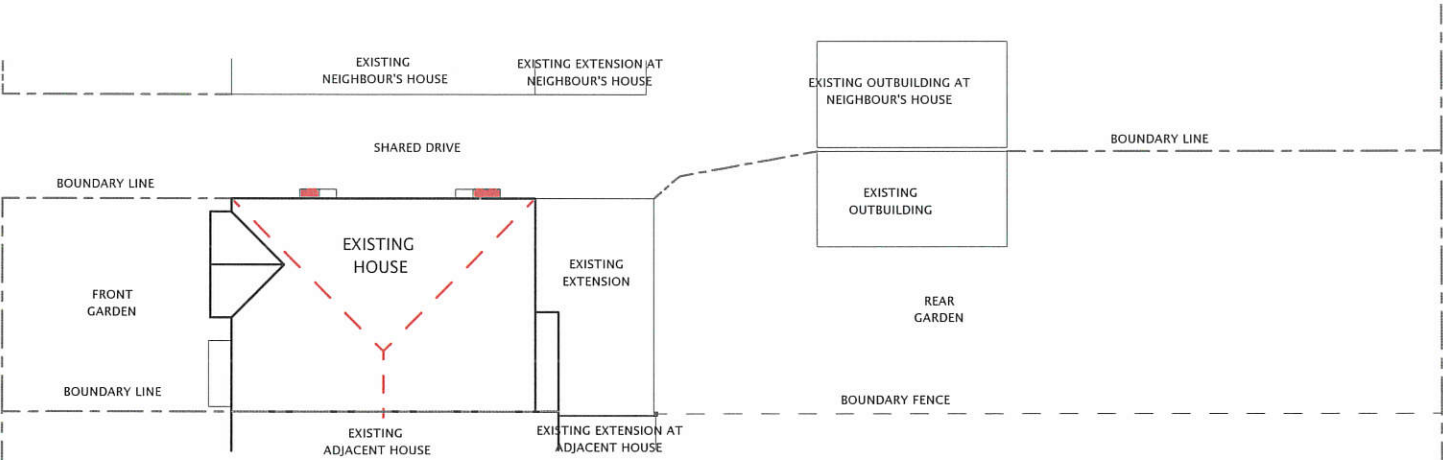 EXISTING
NEIGHBOUR'S HOUSE
EXISTING EXTENSION AT
NEIGHBOUR'S HOUSE
EXISTING OUTBUILDING AT
NEIGHBOUR'S HOUSE
SHARED DRIVE
BOUNDARY LINE
BOUNDARY LINE
EXISTING
OUTBUILDING
EXISTING
HOUSE
EXISTING
EXTENSION
FRONT
GARDEN
REAR
GARDEN
BOUNDARY LINE
BOUNDARY FENCE
EXISTING
ADJACENT HOUSE
EXISTING EXTENSION AT
ADJACENT HOUSE